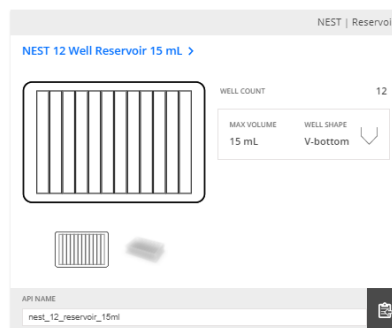 NEST | Reservoi
NEST 12 Well Reservoir 15 mL >
WELL COUNT 12
MAX VOLUME WELL SHAPE
15 mL V-bottom
API NAME
nest_12_reservoir_15ml